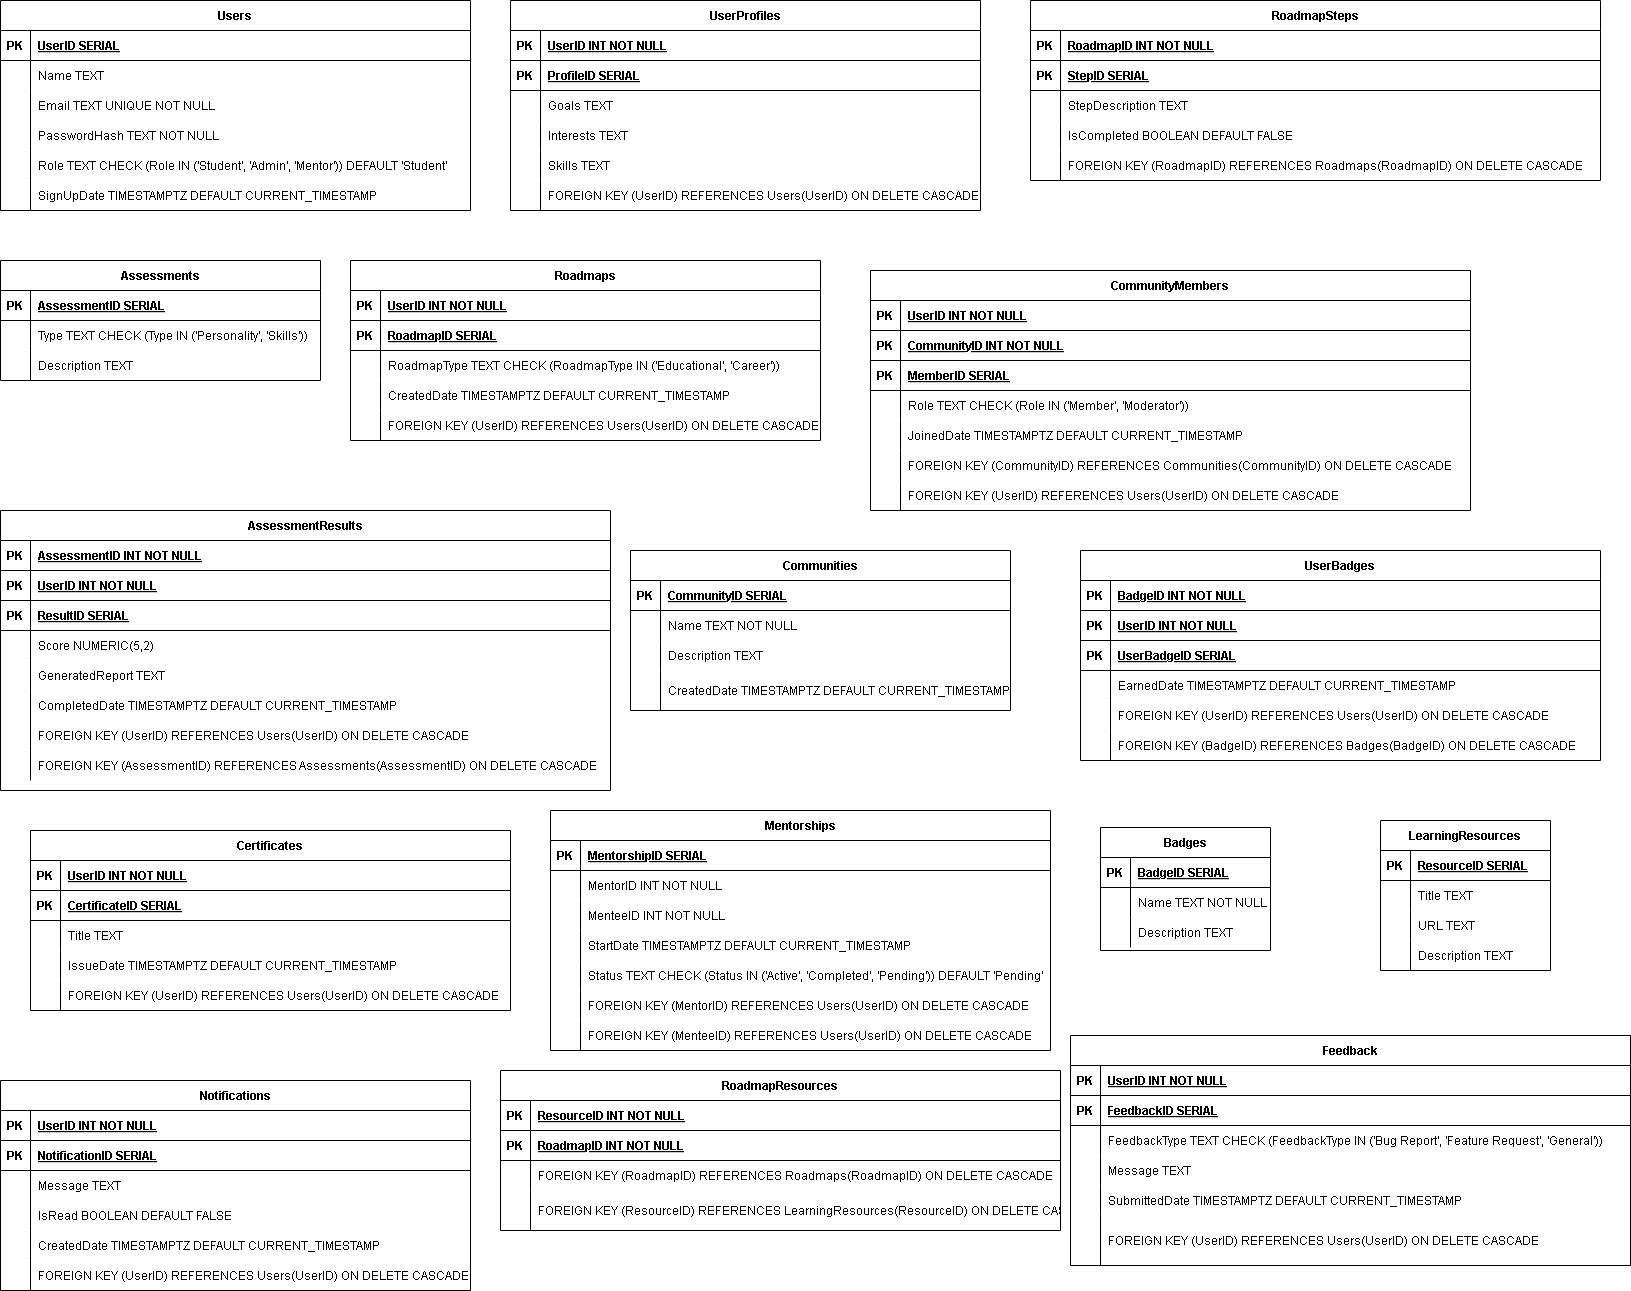 Users
PK UserID SERIAL
Name TEXT
Email TEXT UNIQUE NOT NULL
PasswordHash TEXT NOT NULL
Role TEXT CHECK (Role IN ('Student', 'Admin', 'Mentor')) DEFAULT 'Student'
SignUpDate TIMESTAMPTZ DEFAULT CURRENT_TIMESTAMP
UserProfiles
PK UserID INT NOT NULL
PK ProfileID SERIAL
Goals TEXT
Interests TEXT
Skills TEXT
FOREIGN KEY (UserID) REFERENCES Users(UserID) ON DELETE CASCADE
RoadmapSteps
PK RoadmapID INT NOT NULL
PK StepID SERIAL
StepDescription TEXT
IsCompleted BOOLEAN DEFAULT FALSE
FOREIGN KEY (RoadmapID) REFERENCES Roadmaps(RoadmapID) ON DELETE CASCADE
Assessments
PK AssessmentID SERIAL
Type TEXT CHECK (Type IN ('Personality', 'Skills'))
Description TEXT
Roadmaps
PK UserID INT NOT NULL
PK RoadmapID SERIAL
RoadmapType TEXT CHECK (RoadmapType IN ('Educational', 'Career'))
CreatedDate TIMESTAMPTZ DEFAULT CURRENT_TIMESTAMP
FOREIGN KEY (UserID) REFERENCES Users(UserID) ON DELETE CASCADE
CommunityMembers
PK UserID INT NOT NULL
PK CommunityID INT NOT NULL
PK MemberID SERIAL
Role TEXT CHECK (Role IN ('Member', 'Moderator'))
JoinedDate TIMESTAMPTZ DEFAULT CURRENT_TIMESTAMP
FOREIGN KEY (CommunityID) REFERENCES Communities(CommunityID) ON DELETE CASCADE
FOREIGN KEY (UserID) REFERENCES Users(UserID) ON DELETE CASCADE
AssessmentResults
PK AssessmentID INT NOT NULL
PK UserID INT NOT NULL
PK ResultID SERIAL
Score NUMERIC(5,2)
GeneratedReport TEXT
CompletedDate TIMESTAMPTZ DEFAULT CURRENT_TIMESTAMP
FOREIGN KEY (UserID) REFERENCES Users(UserID) ON DELETE CASCADE
FOREIGN KEY (AssessmentID) REFERENCES Assessments(AssessmentID) ON DELETE CASCADE
Communities
PK CommunityID SERIAL
Name TEXT NOT NULL
Description TEXT
CreatedDate TIMESTAMPTZ DEFAULT CURRENT_TIMESTAMP
UserBadges
PK BadgeID INT NOT NULL
PK UserID INT NOT NULL
PK UserBadgeID SERIAL
EarnedDate TIMESTAMPTZ DEFAULT CURRENT_TIMESTAMP
FOREIGN KEY (UserID) REFERENCES Users(UserID) ON DELETE CASCADE
FOREIGN KEY (BadgeID) REFERENCES Badges(BadgeID) ON DELETE CASCADE
Certificates
PK UserID INT NOT NULL
PK CertificateID SERIAL
Title TEXT
IssueDate TIMESTAMPTZ DEFAULT CURRENT_TIMESTAMP
FOREIGN KEY (UserID) REFERENCES Users(UserID) ON DELETE CASCADE
Mentorships
PK MentorshipID SERIAL
MentorID INT NOT NULL
MenteeID INT NOT NULL
StartDate TIMESTAMPTZ DEFAULT CURRENT_TIMESTAMP
Status TEXT CHECK (Status IN ('Active', 'Completed', 'Pending')) DEFAULT 'Pending'
FOREIGN KEY (MentorID) REFERENCES Users(UserID) ON DELETE CASCADE
FOREIGN KEY (MenteeID) REFERENCES Users(UserID) ON DELETE CASCADE
Badges
PK BadgeID SERIAL
Name TEXT NOT NULL
Description TEXT
LearningResources
PK ResourceID SERIAL
Title TEXT
URL TEXT
Description TEXT
Notifications
PK UserID INT NOT NULL
PK NotificationID SERIAL
Message TEXT
IsRead BOOLEAN DEFAULT FALSE
CreatedDate TIMESTAMPTZ DEFAULT CURRENT_TIMESTAMP
FOREIGN KEY (UserID) REFERENCES Users(UserID) ON DELETE CASCADE
RoadmapResources
PK ResourceID INT NOT NULL
PK RoadmapID INT NOT NULL
FOREIGN KEY (RoadmapID) REFERENCES Roadmaps(RoadmapID) ON DELETE CASCADE
FOREIGN KEY (ResourceID) REFERENCES LearningResources(ResourceID) ON DELETE CA
Feedback
PK UserID INT NOT NULL
PK FeedbackID SERIAL
FeedbackType TEXT CHECK (FeedbackType IN ('Bug Report', 'Feature Request', 'General'))
Message TEXT
SubmittedDate TIMESTAMPTZ DEFAULT CURRENT_TIMESTAMP
FOREIGN KEY (UserID) REFERENCES Users(UserID) ON DELETE CASCADE